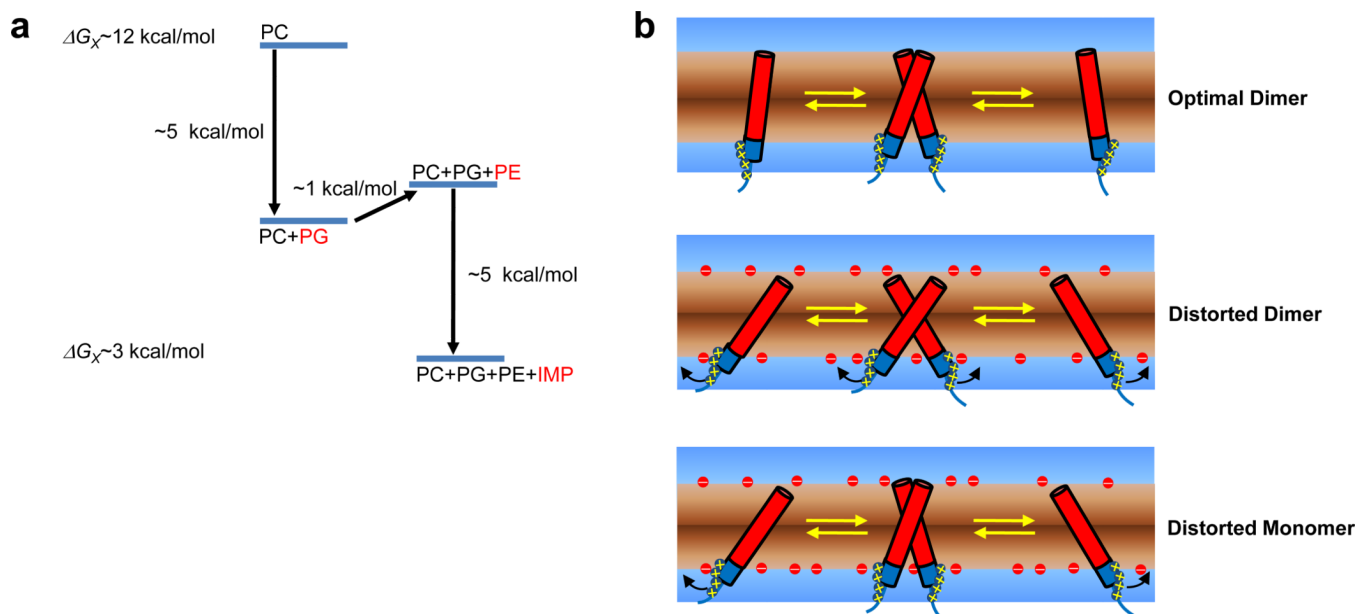 a
ΔGX~12 kcal/mol
PC
~5 kcal/mol
PC+PG+PE
~1 kcal/mol
PC+PG
~5 kcal/mol
ΔGX~3 kcal/mol
PC+PG+PE+IMP
b
Optimal Dimer
Distorted Dimer
Distorted Monomer